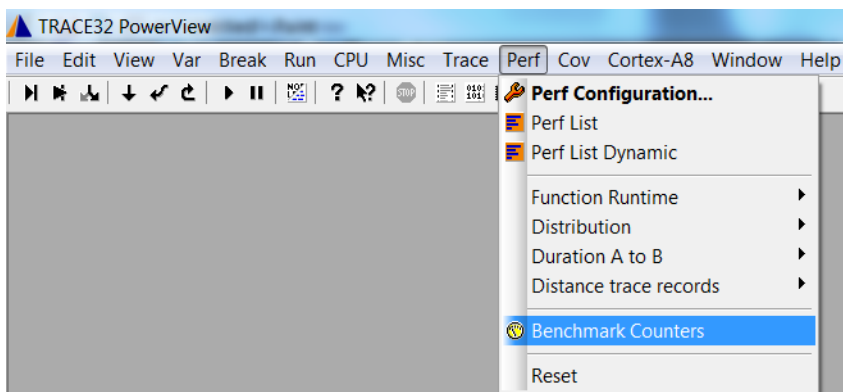 TRACE32 PowerView
File Edit View Var Break Run CPU Misc Trace Perf Cov Cortex-A8 Window Help
Perf Configuration...
Perf List
Perf List Dynamic
Function Runtime
Distribution
Duration A to B
Distance trace records
Benchmark Counters
Reset